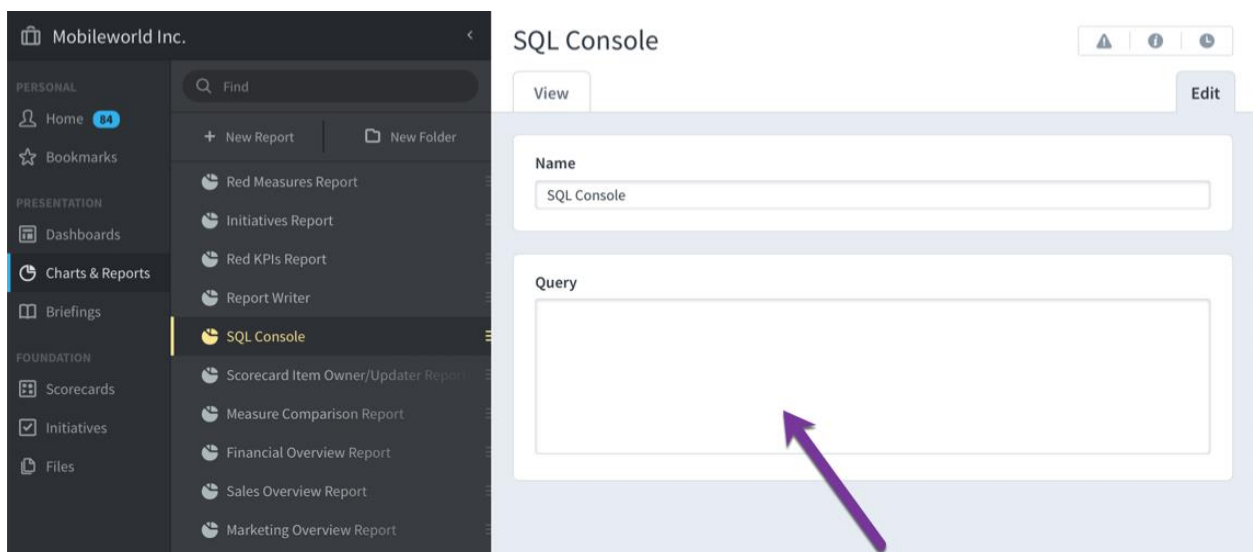 Mobileworld Inc.
PERSONAL
Home 84
Bookmarks
PRESENTATION
Dashboards
Charts & Reports
Briefings
FOUNDATION
Scorecards
Initiatives
Files
Find
+ New Report
New Folder
Red Measures Report
Initiatives Report
Red KPIs Report
Report Writer
SQL Console
Scorecard Item Owner/Updater Report
Measure Comparison Report
Financial Overview Report
Sales Overview Report
Marketing Overview Report
SQL Console
View
Edit
Name
SQL Console
Query